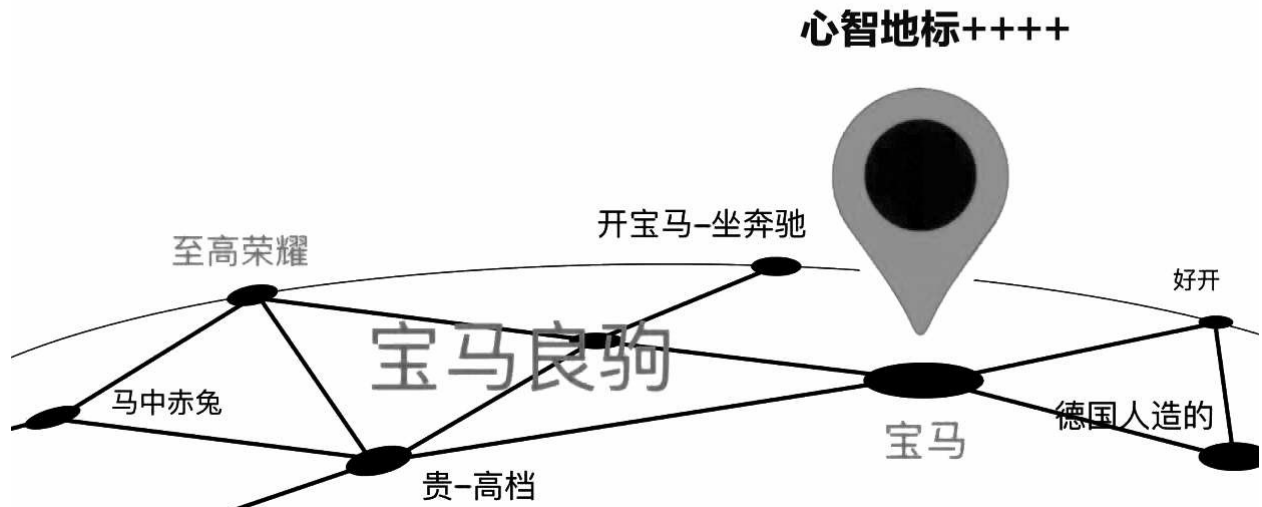 心智地标++++
开宝马-坐奔驰
至高荣耀
好开
宝马良驹
马中赤兔
德国人造的
宝马
贵-高档